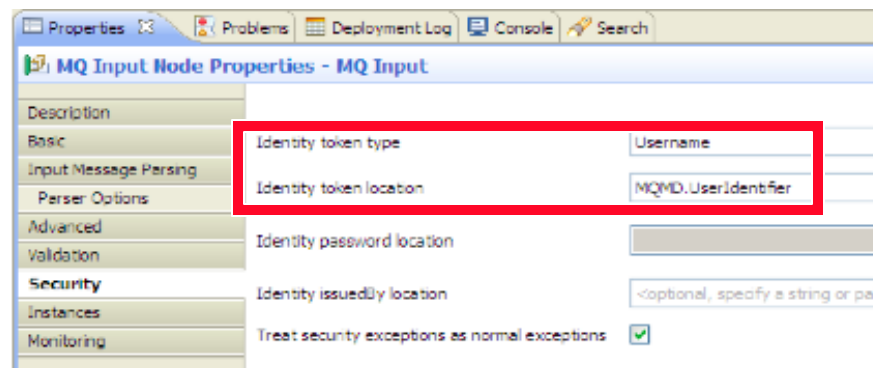 Properties Problems Deployment Log Console Search
MQ Input Node Properties - MQ Input
Description
Basic
Input Message Parsing
Parser Options
Advanced
Validation
Security
Instances
Monitoring
Identity token type Username
Identity token location MQMD.UserIdentifier
Identity password location
Identity issuedBy location <optional, specify a string or pa
Treat security exceptions as normal exceptions